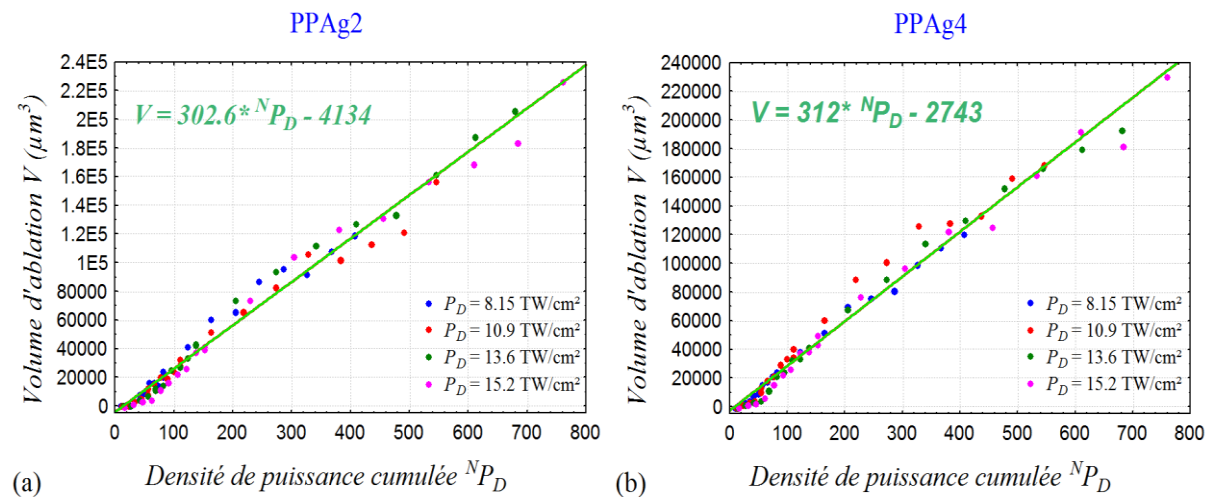 PPAg2
2.4E5
2.2E5
2E5
1.8E5
1.6E5
1.4E5
1.2E5
1E5
80000
60000
40000
20000
0
Volume d'ablation V (µm³)
V = 302.6* ᴺP_D - 4134
P_D = 8.15 TW/cm²
P_D = 10.9 TW/cm²
P_D = 13.6 TW/cm²
P_D = 15.2 TW/cm²
0 100 200 300 400 500 600 700 800
(a) Densité de puissance cumulée ᴺP_D
PPAg4
240000
220000
200000
180000
160000
140000
120000
100000
80000
60000
40000
20000
0
Volume d'ablation V (µm³)
V = 312* ᴺP_D - 2743
P_D = 8.15 TW/cm²
P_D = 10.9 TW/cm²
P_D = 13.6 TW/cm²
P_D = 15.2 TW/cm²
0 100 200 300 400 500 600 700 800
(b) Densité de puissance cumulée ᴺP_D